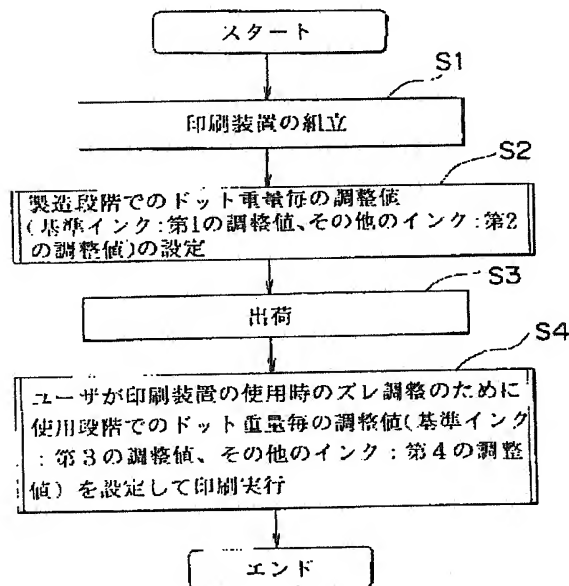 スタート
S1
印刷装置の組立
S2
製造段階でのドット重量毎の調整値
(基準インク:第1の調整値、その他のインク:第2
の調整値)の設定
S3
出荷
S4
ユーザが印刷装置の使用時のズレ調整のために
使用段階でのドット重量毎の調整値(基準インク
:第3の調整値、その他のインク:第4の調整
値)を設定して印刷実行
エンド